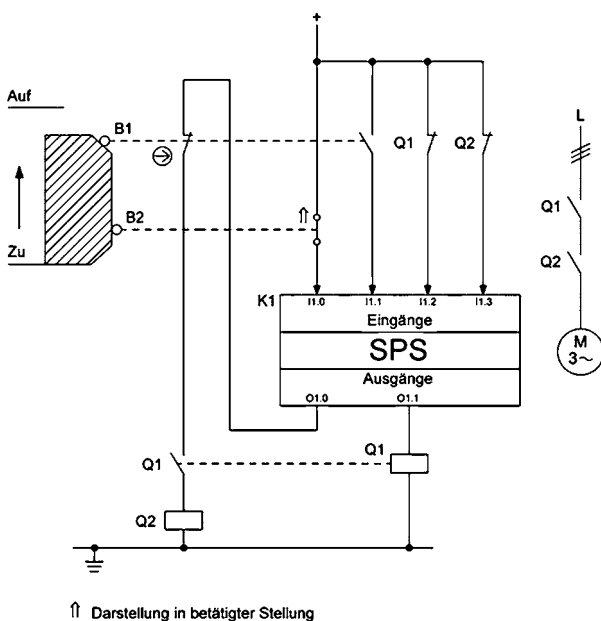 +
Auf
B1
Q1
Q2
L
B2
⇑
Q1
Zu
Q2
K1
I1.0 I1.1 I1.2 I1.3
Eingänge
SPS
M
3~
Ausgänge
O1.0 O1.1
Q1
Q1
Q2
⇑ Darstellung in betätigter Stellung